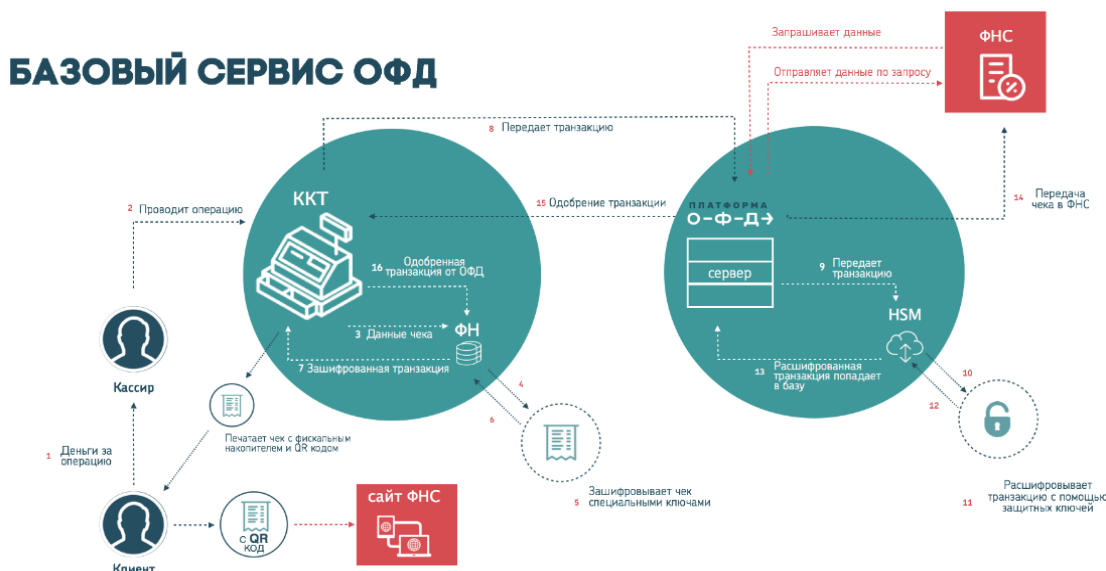 БАЗОВЫЙ СЕРВИС ОФД
Запрашивает данные
ФНС
Отправляет данные по запросу
8 Передает транзакцию
ККТ
2 Проводит операцию
15 Одобрение транзакции
ПЛАТФОРМА
О-Ф-Д
14 Передача
чека в ФНС
16 Одобренная
транзакция от ОФД
сервер
9 Передает
транзакцию
HSM
3 Данные чека
ФН
7 Зашифрованная транзакция
13 Расшифрованная
транзакция попадает
в базу
4
6
10
12
Кассир
Печатает чек с фискальным
накопителем и QR кодом
1 Деньги за
операцию
5 Зашифровывает чек
специальными ключами
11 Расшифровывает
транзакцию с помощью
защитных ключей
сайт ФНС
с QR
код
Клиент